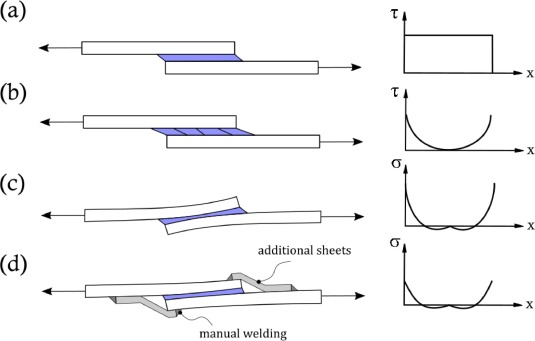 (a)
τ
x
(b)
τ
x
(c)
σ
x
(d)
additional sheets
manual welding
σ
x